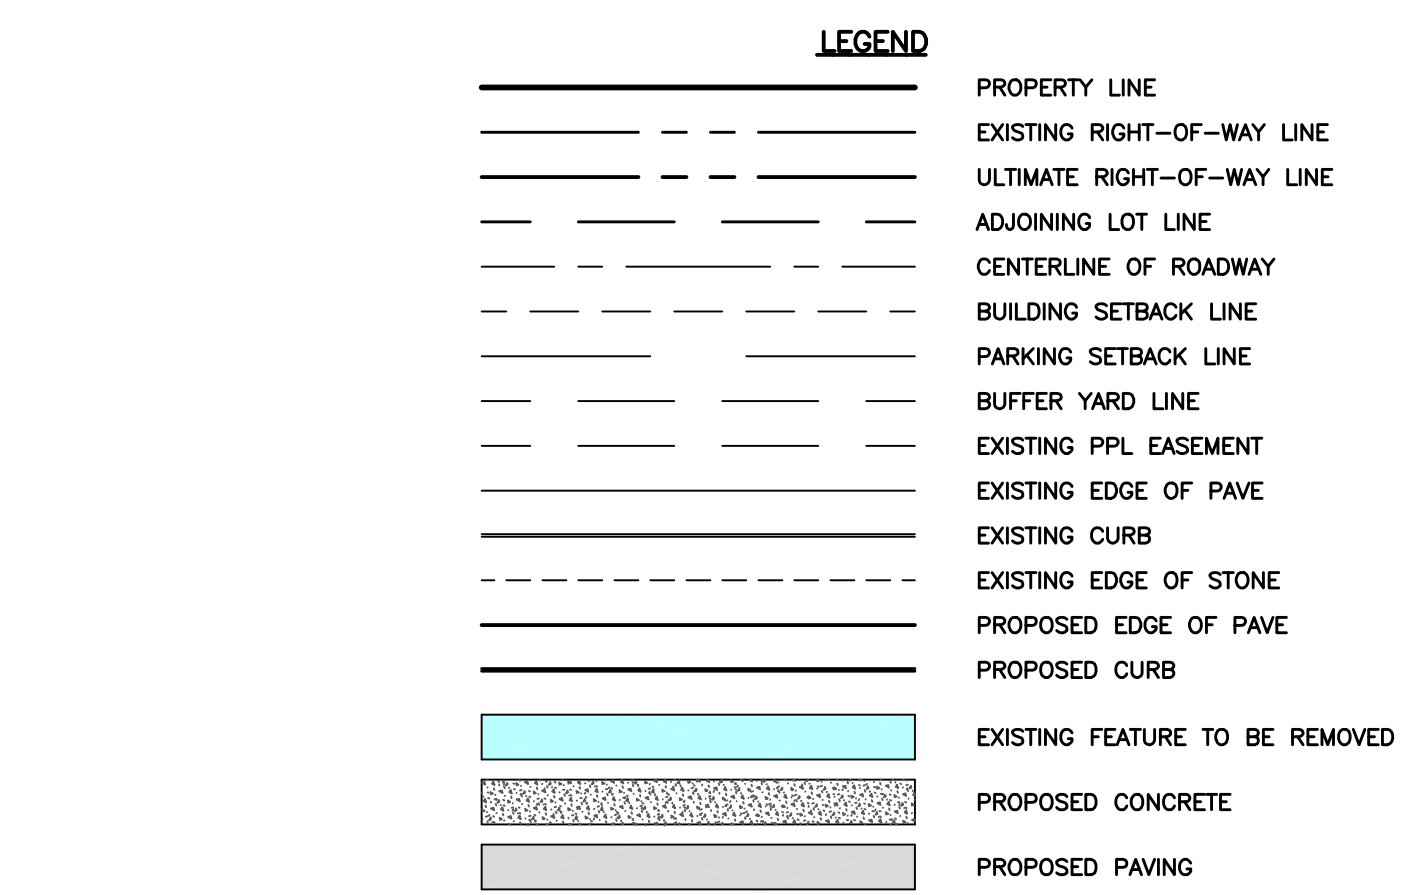 LEGEND
PROPERTY LINE
EXISTING RIGHT-OF-WAY LINE
ULTIMATE RIGHT-OF-WAY LINE
ADJOINING LOT LINE
CENTERLINE OF ROADWAY
BUILDING SETBACK LINE
PARKING SETBACK LINE
BUFFER YARD LINE
EXISTING PPL EASEMENT
EXISTING EDGE OF PAVE
EXISTING CURB
EXISTING EDGE OF STONE
PROPOSED EDGE OF PAVE
PROPOSED CURB
EXISTING FEATURE TO BE REMOVED
PROPOSED CONCRETE
PROPOSED PAVING